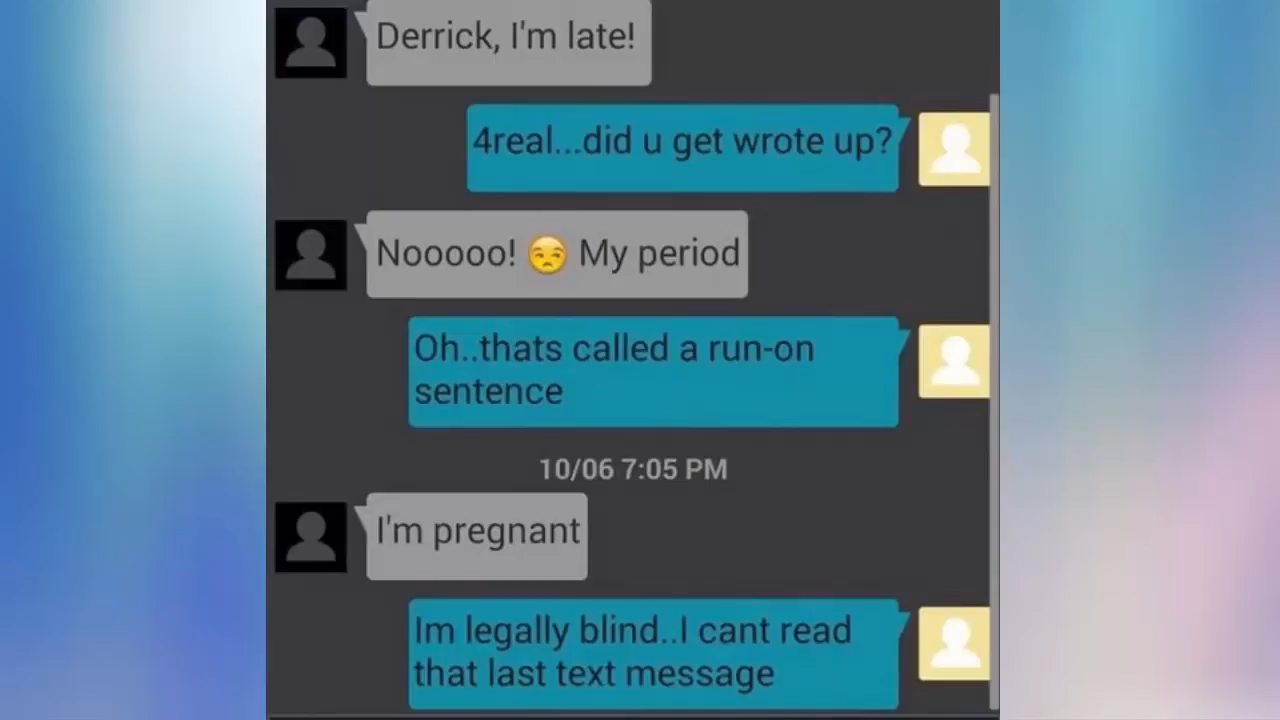 Derrick, I'm late!
4real...did u get wrote up?
Nooooo! 😒 My period
Oh..thats called a run-on
sentence
10/06 7:05 PM
I'm pregnant
Im legally blind..I cant read
that last text message